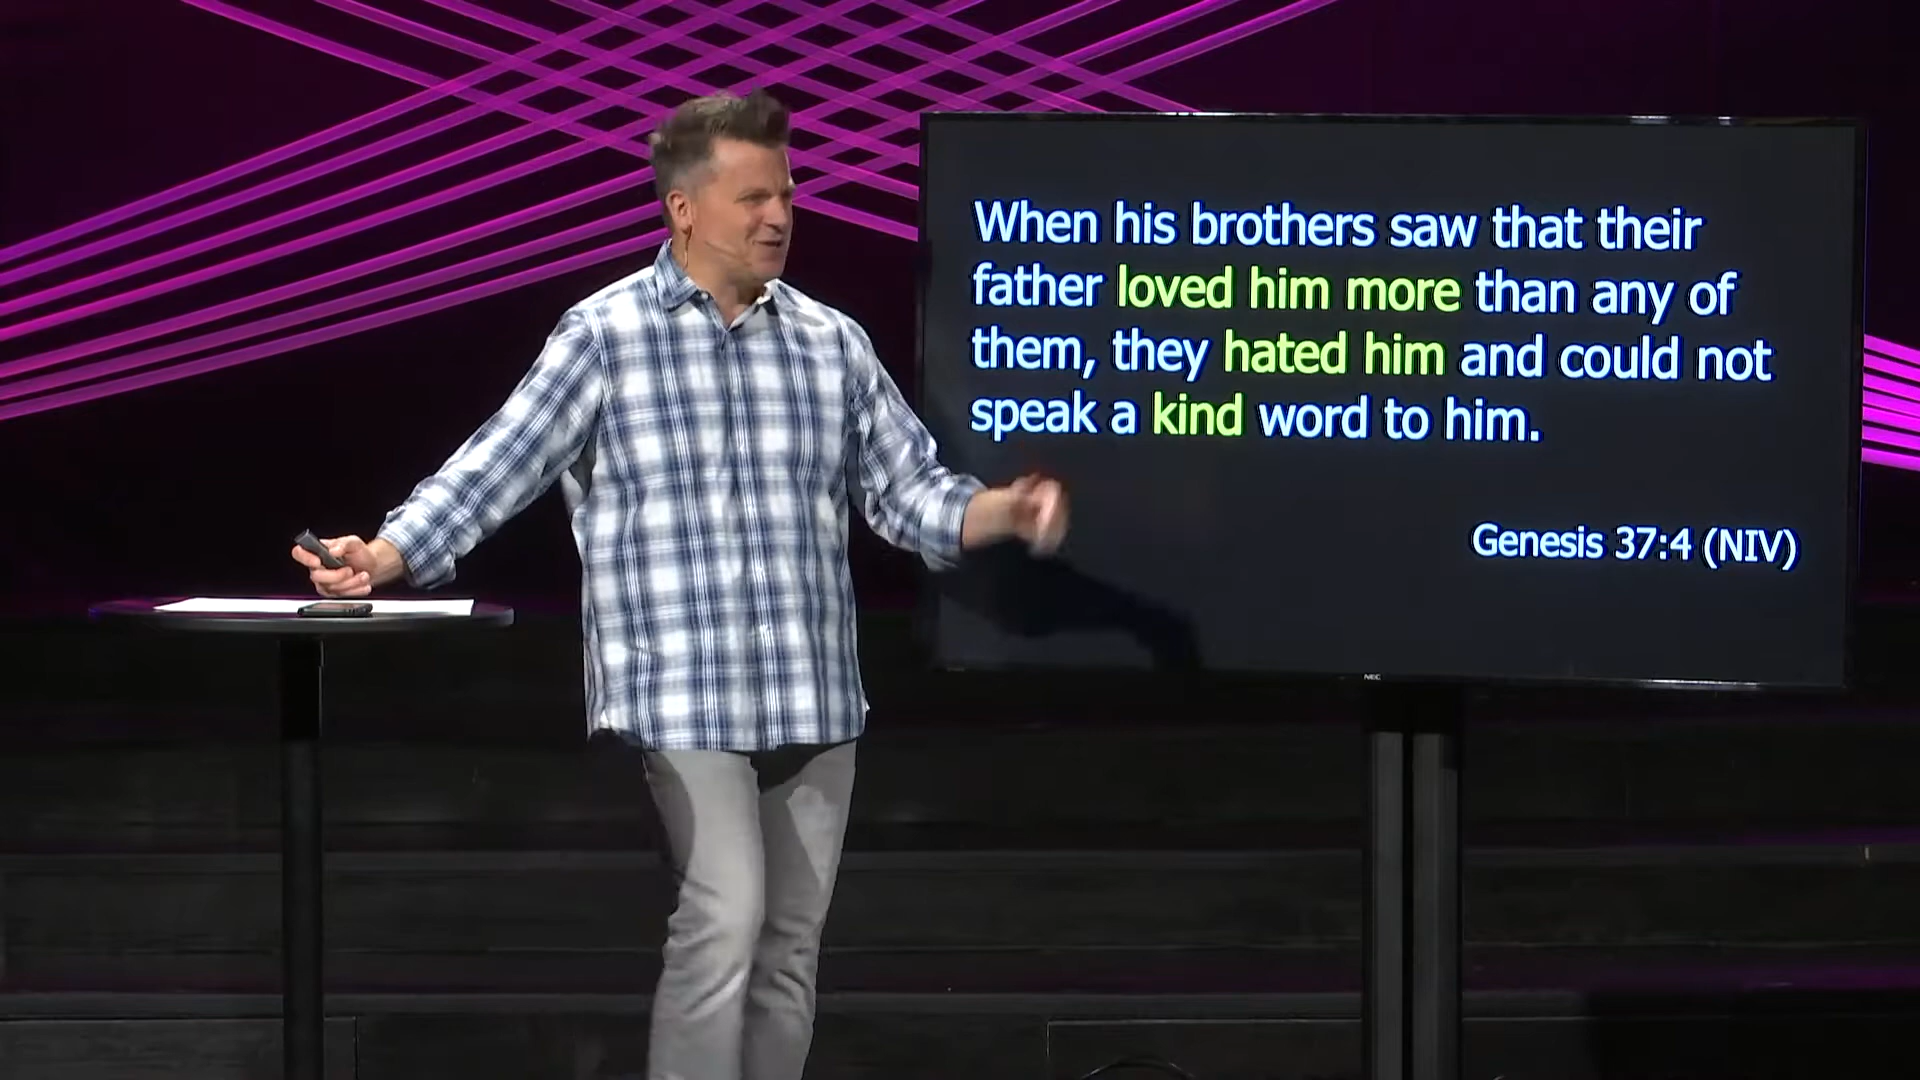 When his brothers saw that their
father loved him more than any of
them, they hated him and could not
speak a kind word to him.
Genesis 37:4 (NIV)
NEC